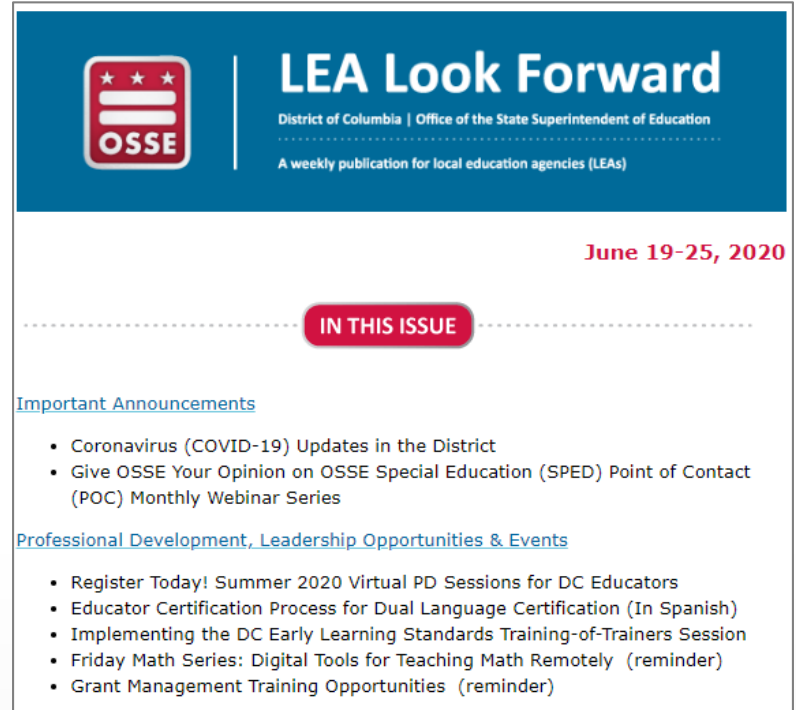 OSSE
LEA Look Forward
District of Columbia | Office of the State Superintendent of Education
A weekly publication for local education agencies (LEAs)
June 19-25, 2020
IN THIS ISSUE
Important Announcements
• Coronavirus (COVID-19) Updates in the District
• Give OSSE Your Opinion on OSSE Special Education (SPED) Point of Contact
(POC) Monthly Webinar Series
Professional Development, Leadership Opportunities & Events
• Register Today! Summer 2020 Virtual PD Sessions for DC Educators
• Educator Certification Process for Dual Language Certification (In Spanish)
• Implementing the DC Early Learning Standards Training-of-Trainers Session
• Friday Math Series: Digital Tools for Teaching Math Remotely  (reminder)
• Grant Management Training Opportunities  (reminder)